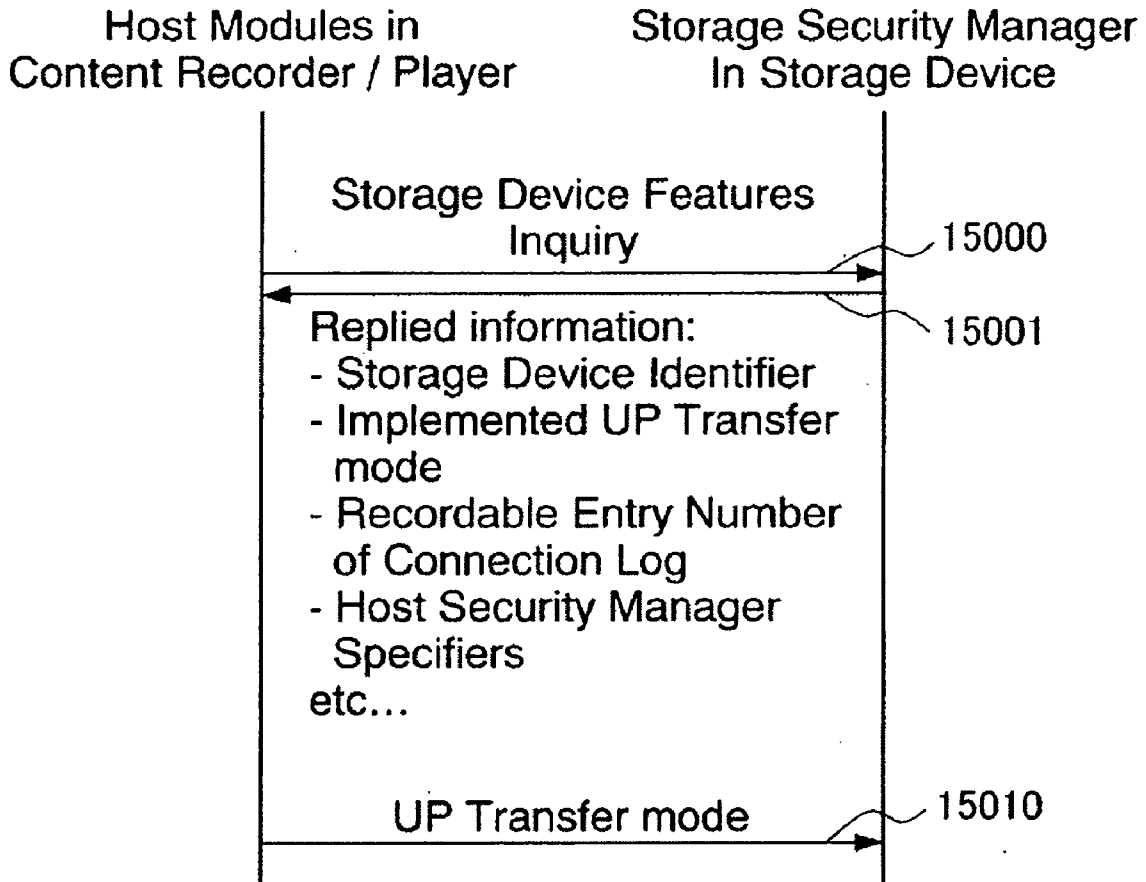 Host Modules in
Content Recorder / Player
Storage Security Manager
In Storage Device
Storage Device Features
Inquiry
15000
15001
Replied information:
- Storage Device Identifier
- Implemented UP Transfer
mode
- Recordable Entry Number
of Connection Log
- Host Security Manager
Specifiers
etc...
UP Transfer mode
15010